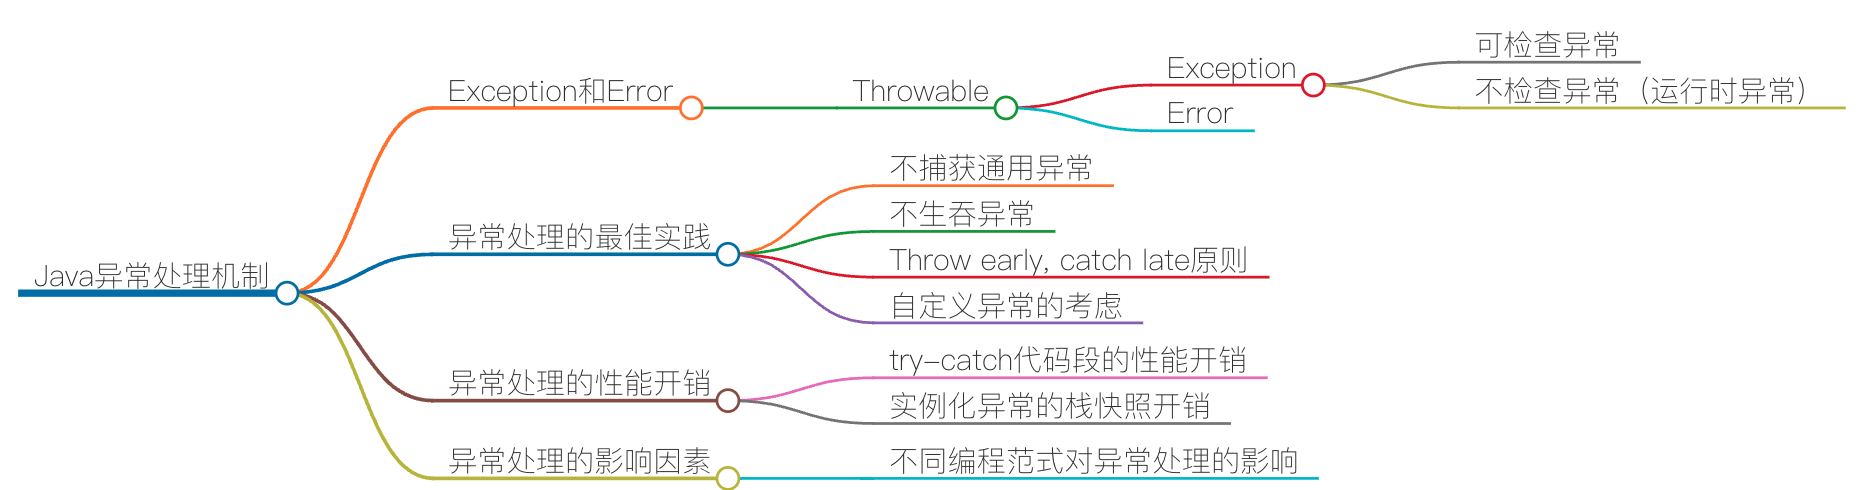 Java异常处理机制
Exception和Error
Throwable
Exception
可检查异常
不检查异常（运行时异常）
Error
异常处理的最佳实践
不捕获通用异常
不生吞异常
Throw early, catch late原则
自定义异常的考虑
异常处理的性能开销
try-catch代码段的性能开销
实例化异常的栈快照开销
异常处理的影响因素
不同编程范式对异常处理的影响